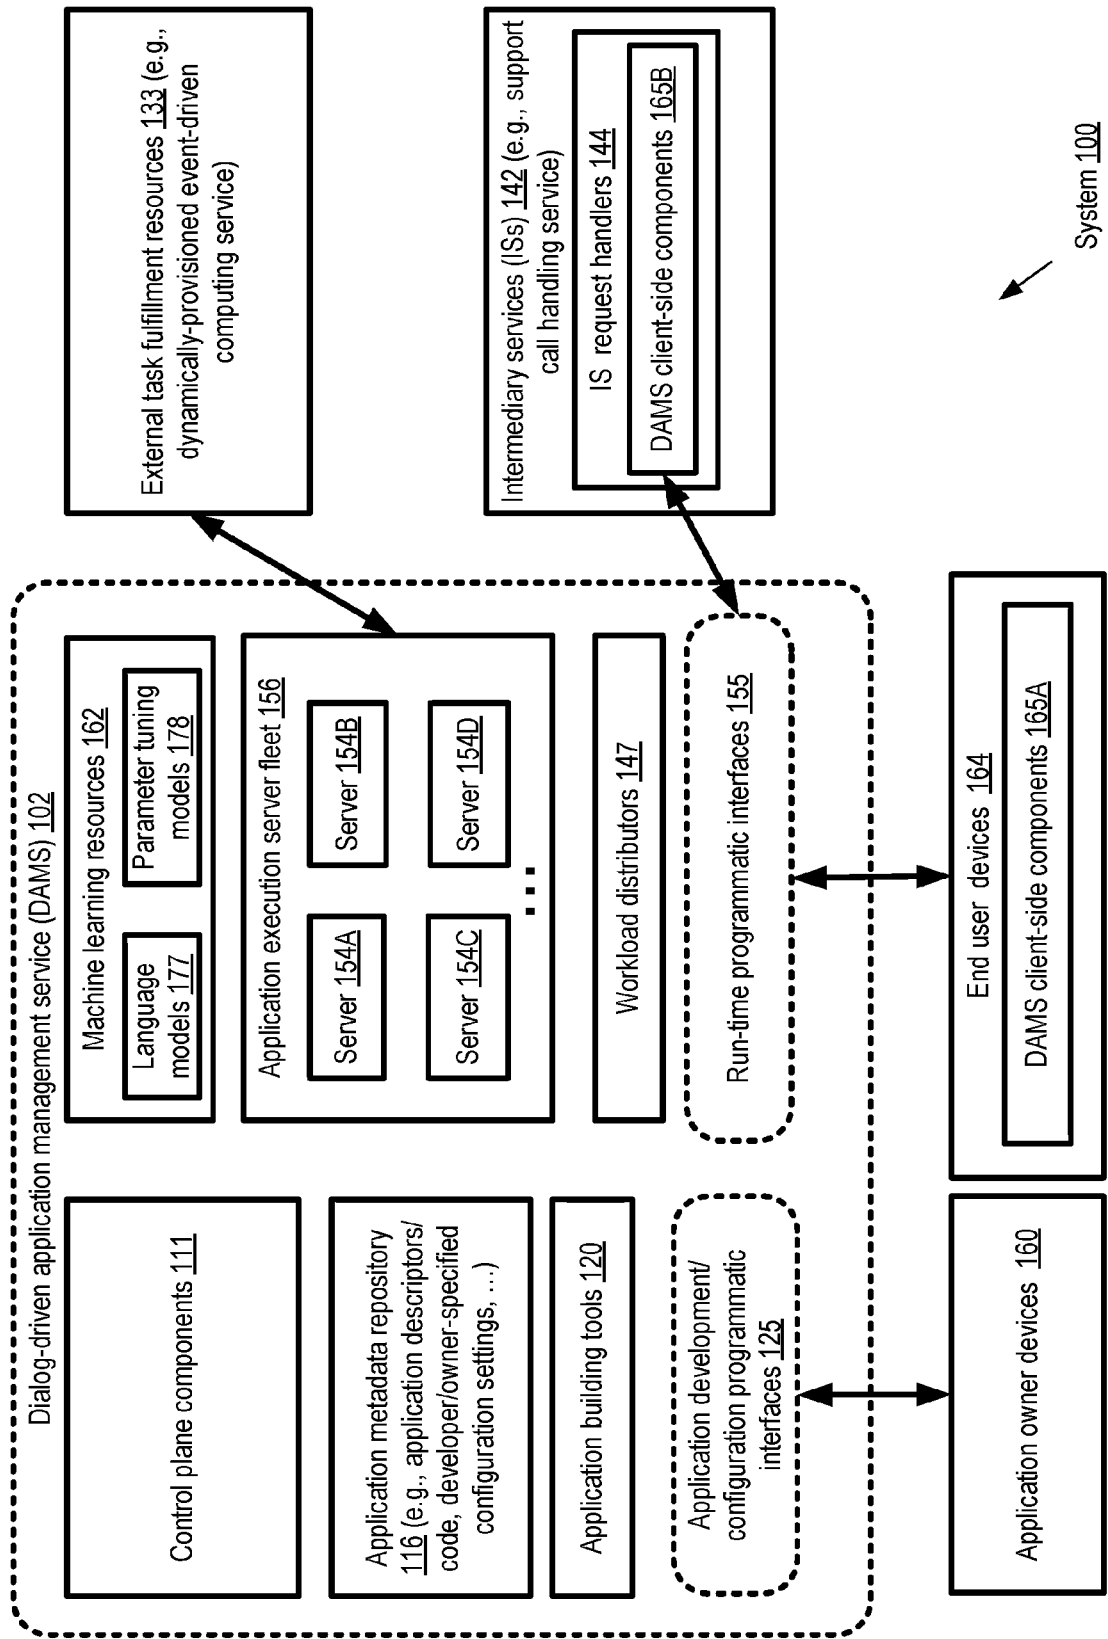 Dialog-driven application management service (DAMS) 102
Control plane components 111
Application metadata repository
116 (e.g., application descriptors/
code, developer/owner-specified
configuration settings, …)
Application building tools 120
Application development/
configuration programmatic
interfaces 125
Application owner devices 160
Machine learning resources 162
Language
models 177
Parameter tuning
models 178
Application execution server fleet 156
Server 154A
Server 154B
Server 154C
Server 154D
...
Workload distributors 147
Run-time programmatic interfaces 155
End user devices 164
DAMS client-side components 165A
External task fulfillment resources 133 (e.g.,
dynamically-provisioned event-driven
computing service)
Intermediary services (ISs) 142 (e.g., support
call handling service)
IS request handlers 144
DAMS client-side components 165B
System 100